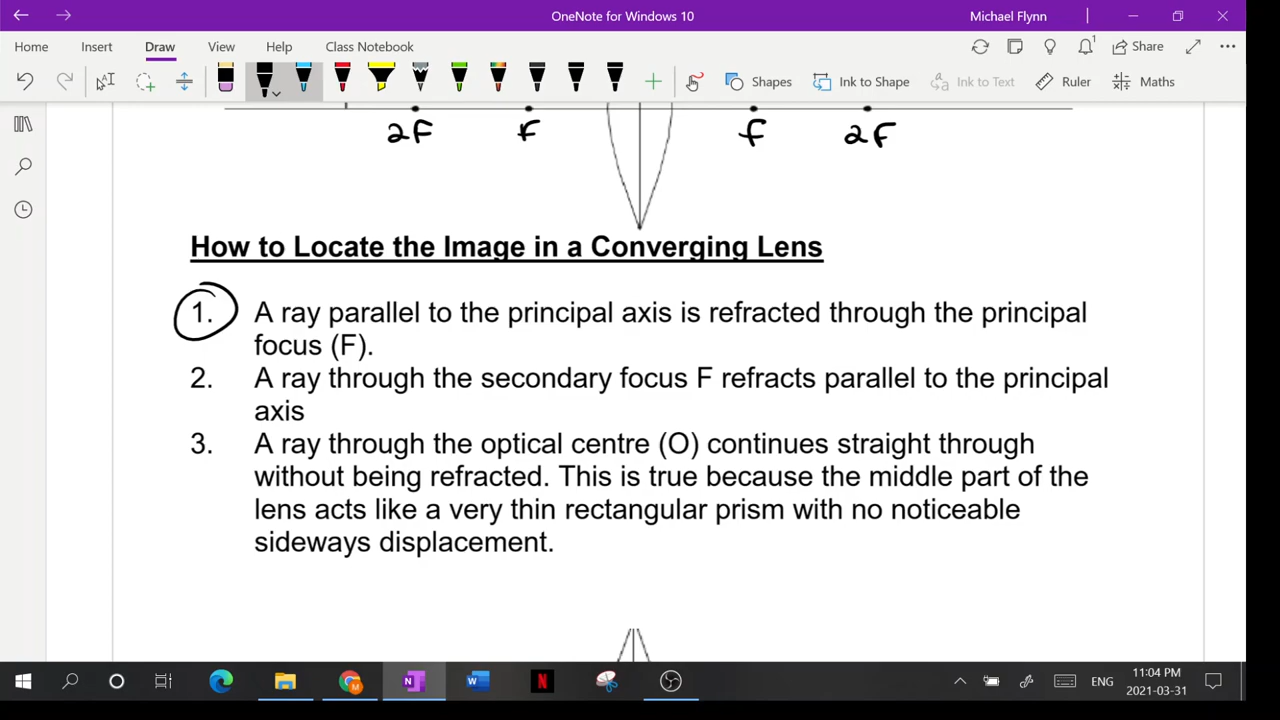 OneNote for Windows 10
Michael Flynn
Home Insert Draw View Help Class Notebook
1
Share
Shapes Ink to Shape Ink to Text Ruler Maths
2F F F 2F
How to Locate the Image in a Converging Lens
1. A ray parallel to the principal axis is refracted through the principal
focus (F).
2. A ray through the secondary focus F refracts parallel to the principal
axis
3. A ray through the optical centre (O) continues straight through
without being refracted. This is true because the middle part of the
lens acts like a very thin rectangular prism with no noticeable
sideways displacement.
ENG
11:04 PM
2021-03-31